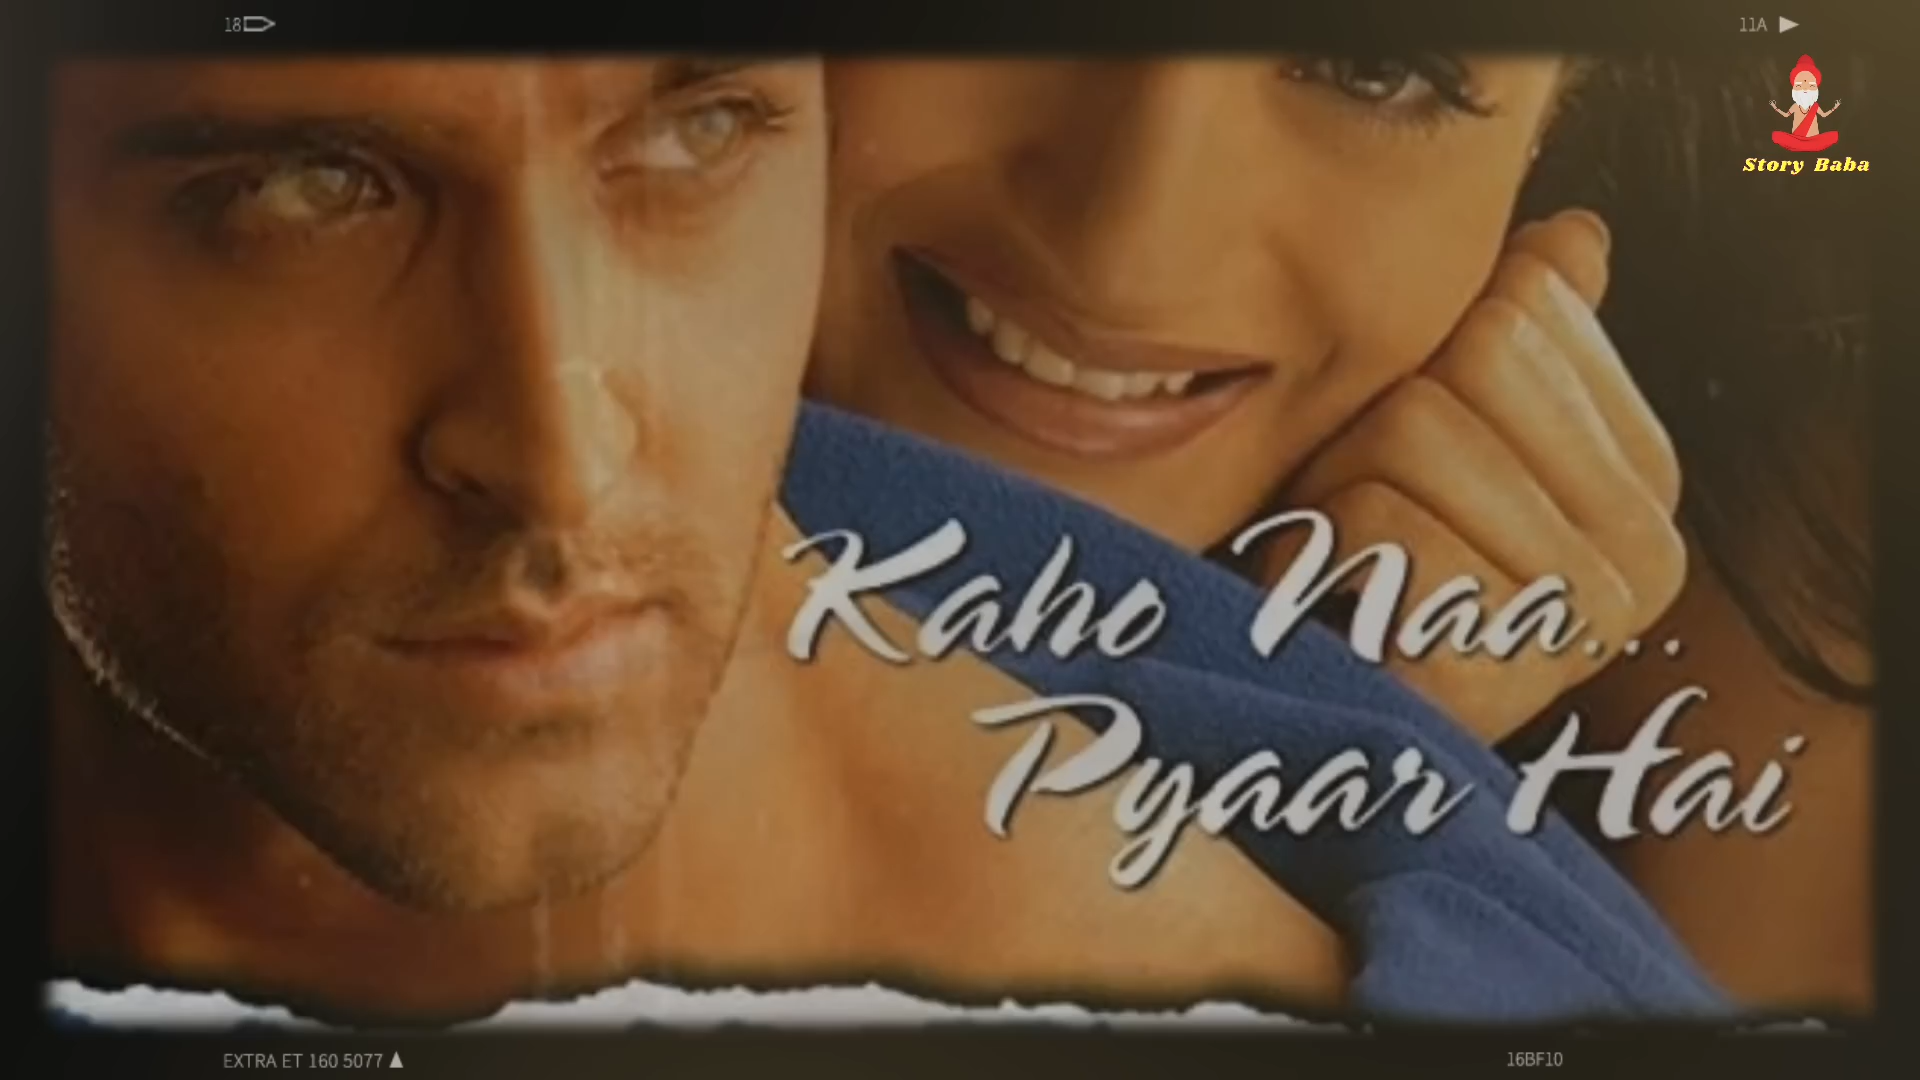 18
11A
Story Baba
Kaho Naa...
Pyaar Hai
EXTRA ET 160 5077
16BF10